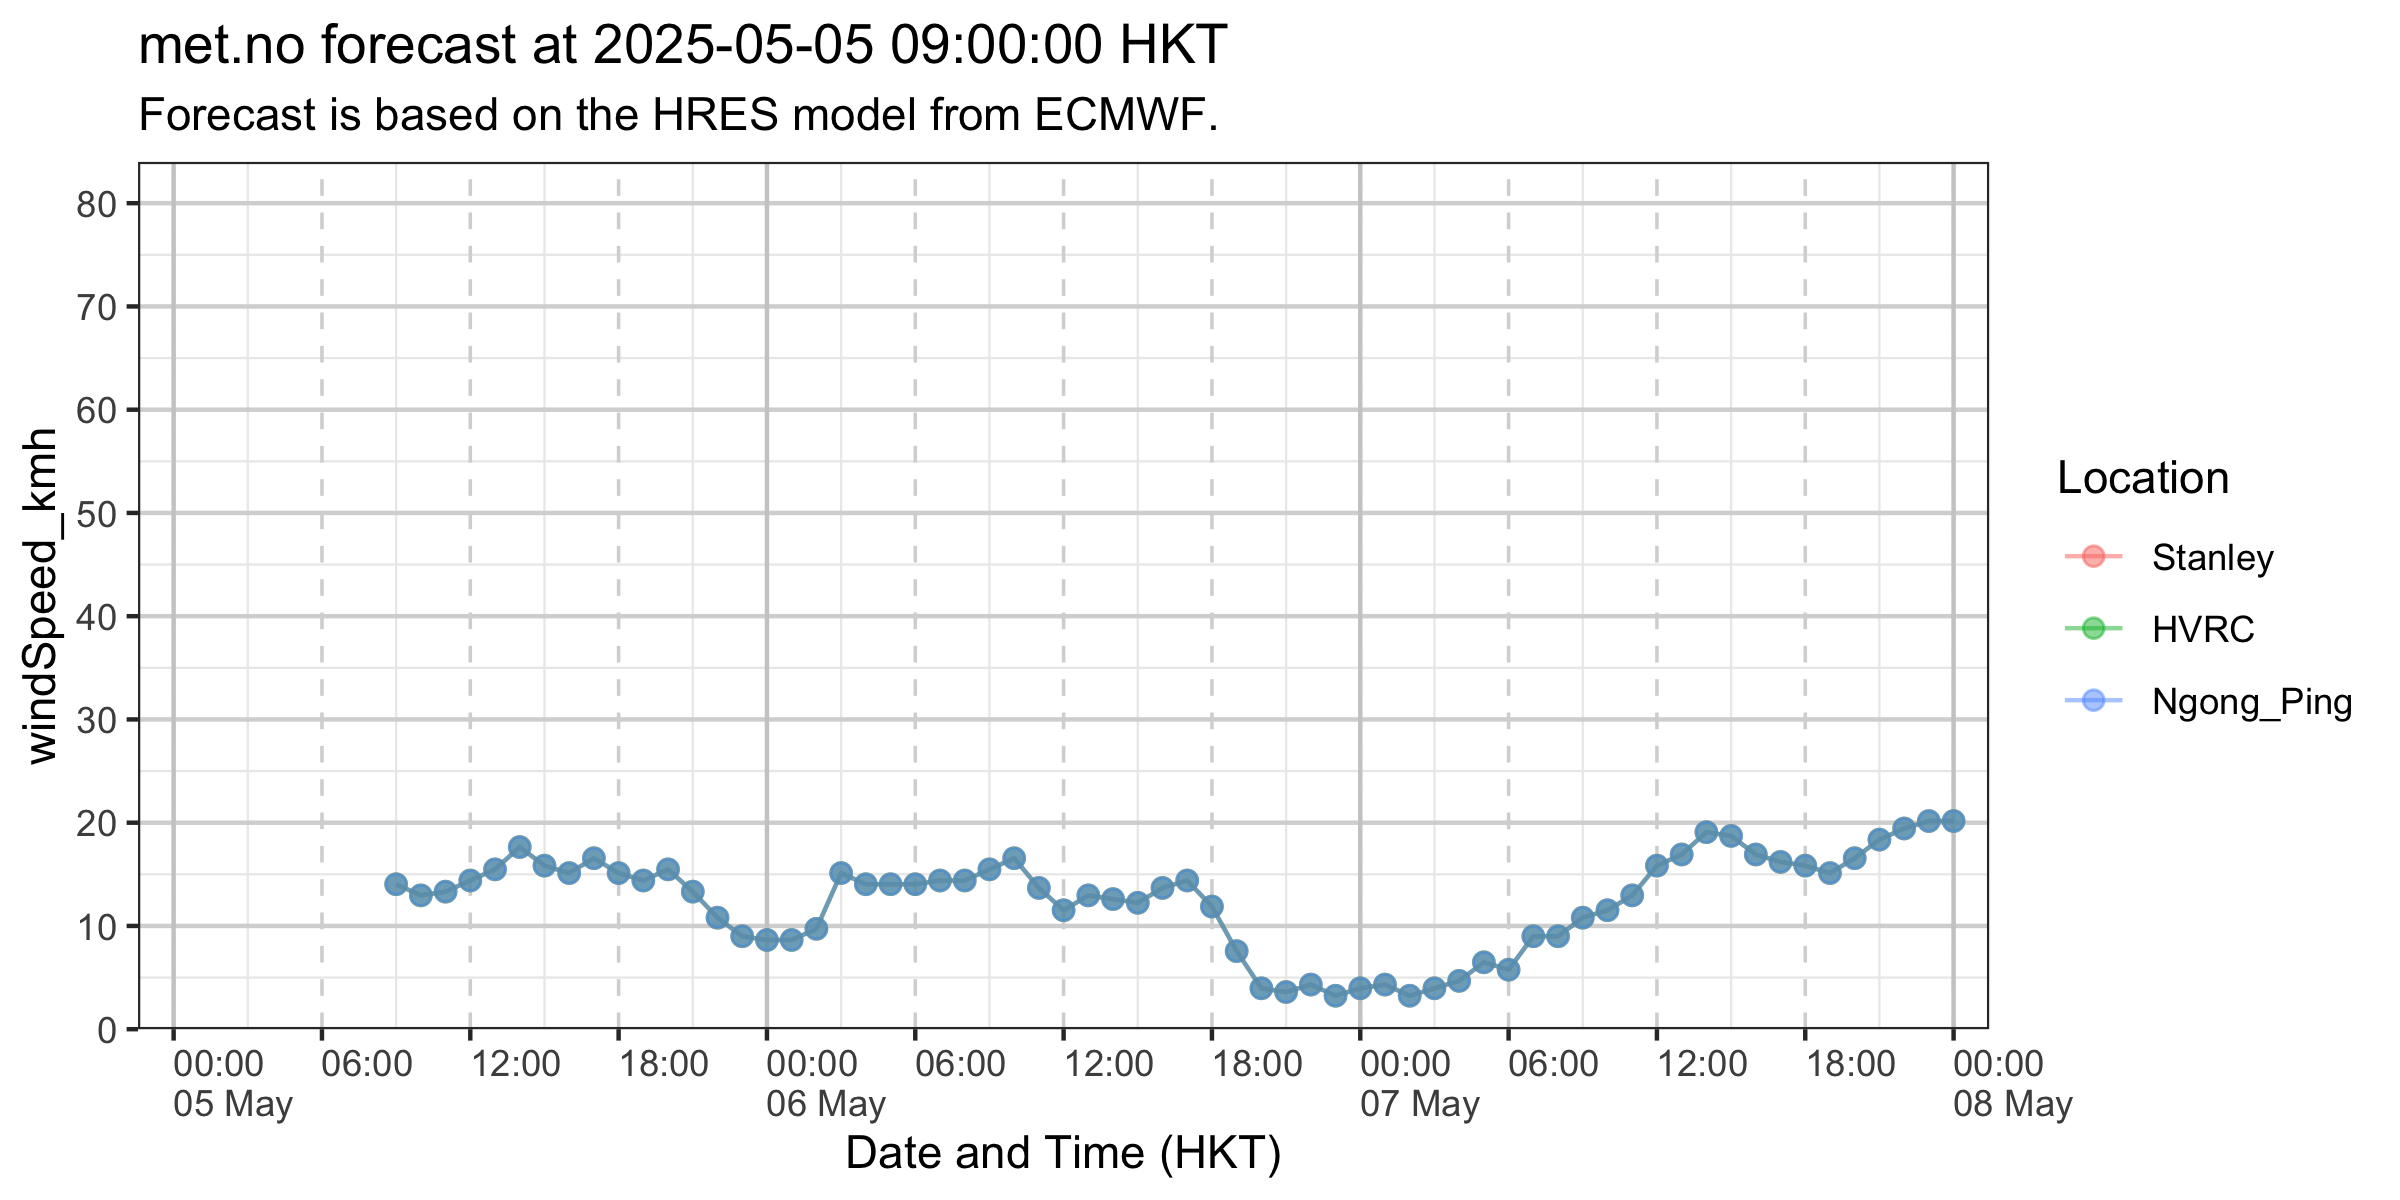 met.no forecast at 2025-05-05 09:00:00 HKT
Forecast is based on the HRES model from ECMWF.
windSpeed_kmh
80
70
60
50
40
30
20
10
0
00:00 06:00 12:00 18:00 00:00 06:00 12:00 18:00 00:00 06:00 12:00 18:00 00:00
05 May 06 May 07 May 08 May
Date and Time (HKT)
Location
Stanley
HVRC
Ngong_Ping